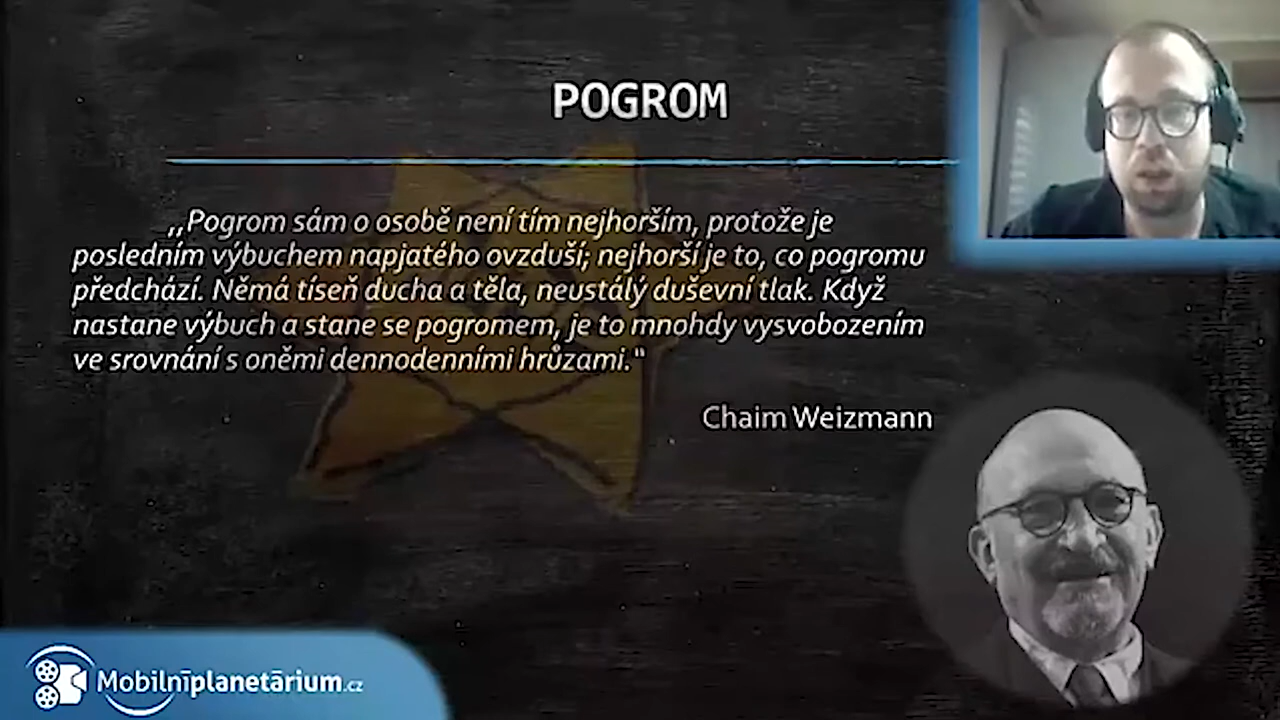 POGROM
,,Pogrom sám o osobě není tím nejhorším, protože je
posledním výbuchem napjatého ovzduší; nejhorší je to, co pogromu
předchází. Němá tíseň ducha a těla, neustálý duševní tlak. Když
nastane výbuch a stane se pogromem, je to mnohdy vysvobozením
ve srovnání s oněmi dennodenními hrůzami.“
Chaim Weizmann
Mobilníplanetárium.cz